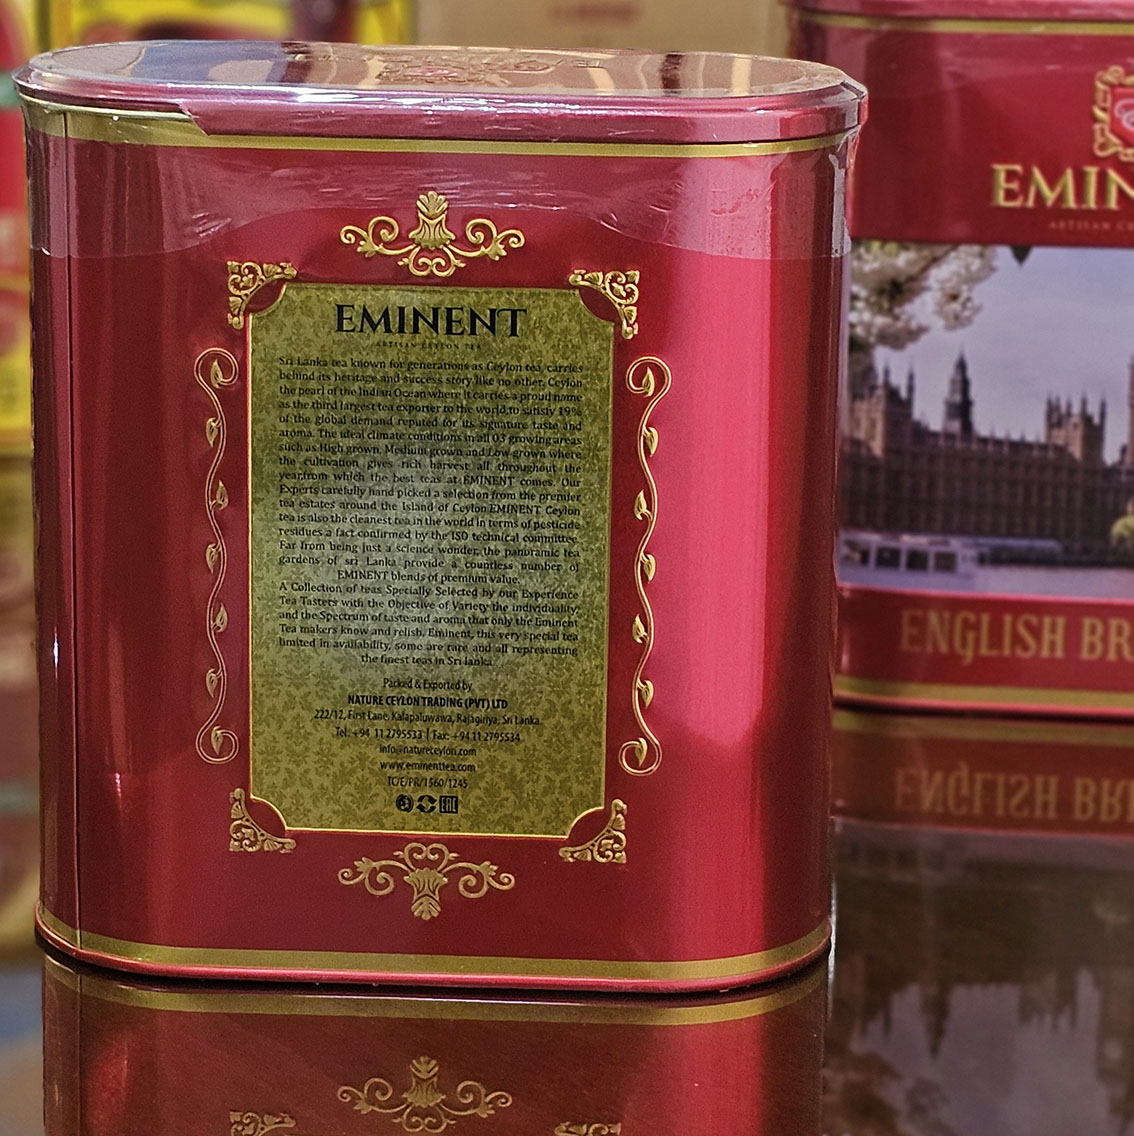 EMINENT
ARTISAN CEYLON TEA
Sri Lanka tea known for generations as Ceylon tea, carries
behind its heritage and success story like no other. Ceylon
the pearl of the Indian Ocean where it carries a proud name
as the third largest tea exporter to the world,to satisfy 19%
of the global demand reputed for its signature taste and
aroma. The ideal climate conditions in all 03 growing areas
such as High grown, Medium grown and Low grown where
the cultivation gives rich harvest all throughout the
year,from which the best teas at EMINENT comes. Our
Experts carefully hand picked a selection from the premier
tea estates around the Island of Ceylon EMINENT Ceylon
tea is also the cleanest tea in the world in terms of pesticide
residues a fact confirmed by the ISO technical committee.
Far from being just a science wonder, the panoramic tea
gardens of sri Lanka provide a countless number of
EMINENT blends of premium value.
A Collection of teas Specially Selected by our Experience
Tea Tasters with the Objective of Variety the individuality,
and the Spectrum of taste and aroma that only the Eminent
Tea makers know and relish. Eminent, this very special tea
limited in availability, some are rare and all representing
the finest teas in Sri lanka
Packed & Exported by
NATURE CEYLON TRADING (PVT) LTD
222/12, First Lane, Kalapaluwawa, Rajagiriya, Sri Lanka.
Tel: +94 11 2795533 | Fax: +94 11 2795534
info@natureceylon.com
www.eminenttea.com
TC/E/PR/1560/1245
EAC
EMIN
ARTISAN C
ENGLISH BR